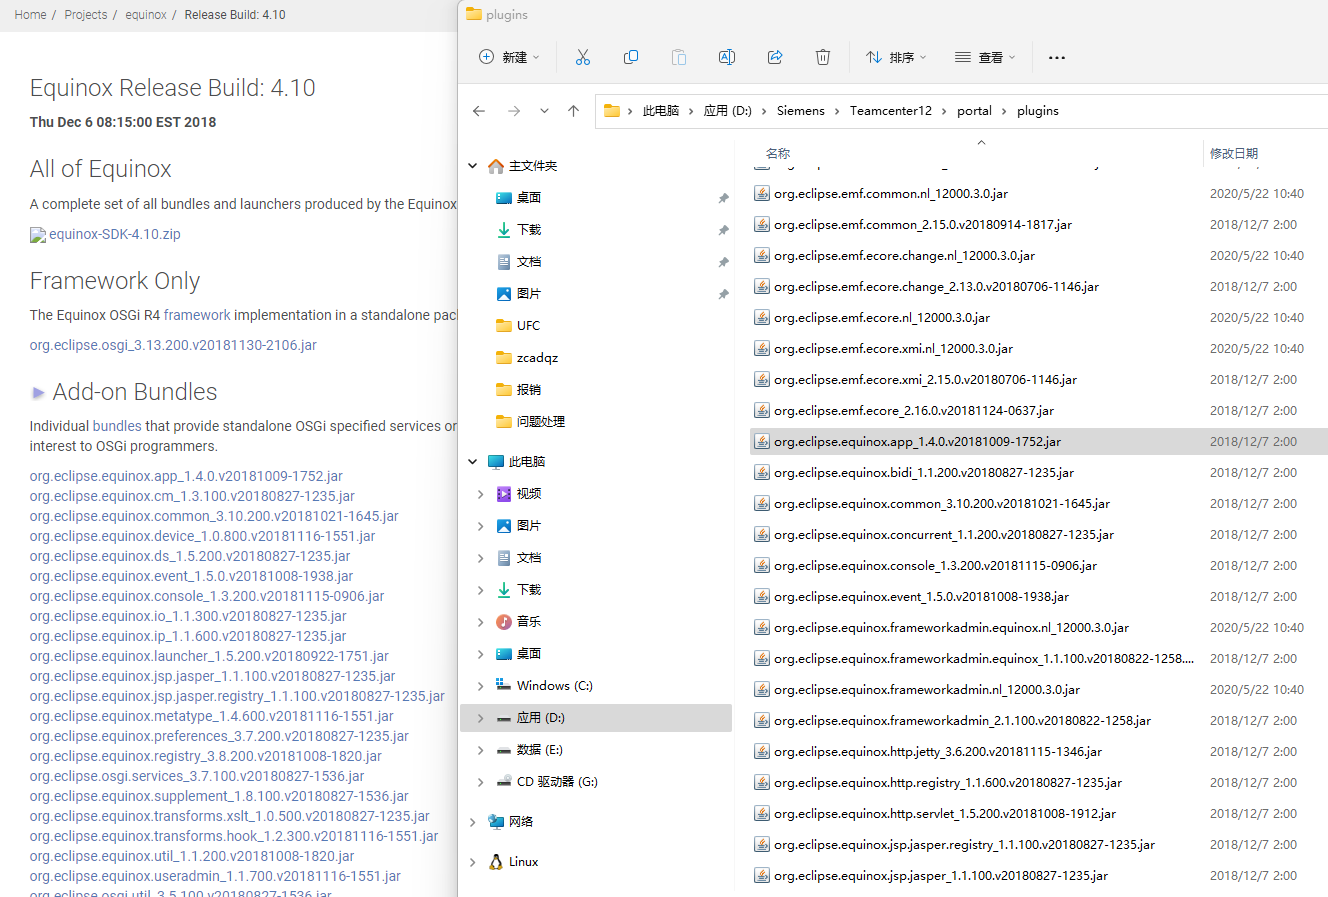 Home / Projects / equinox / Release Build: 4.10
Equinox Release Build: 4.10
Thu Dec 6 08:15:00 EST 2018
All of Equinox
A complete set of all bundles and launchers produced by the Equinox
equinox-SDK-4.10.zip
Framework Only
The Equinox OSGi R4 framework implementation in a standalone pac
org.eclipse.osgi_3.13.200.v20181130-2106.jar
Add-on Bundles
Individual bundles that provide standalone OSGi specified services or
interest to OSGi programmers.
org.eclipse.equinox.app_1.4.0.v20181009-1752.jar
org.eclipse.equinox.cm_1.3.100.v20180827-1235.jar
org.eclipse.equinox.common_3.10.200.v20181021-1645.jar
org.eclipse.equinox.device_1.0.800.v20181116-1551.jar
org.eclipse.equinox.ds_1.5.200.v20180827-1235.jar
org.eclipse.equinox.event_1.5.0.v20181008-1938.jar
org.eclipse.equinox.console_1.3.200.v20181115-0906.jar
org.eclipse.equinox.io_1.1.300.v20180827-1235.jar
org.eclipse.equinox.ip_1.1.600.v20180827-1235.jar
org.eclipse.equinox.launcher_1.5.200.v20180922-1751.jar
org.eclipse.equinox.jsp.jasper_1.1.100.v20180827-1235.jar
org.eclipse.equinox.jsp.jasper.registry_1.1.100.v20180827-1235.jar
org.eclipse.equinox.metatype_1.4.600.v20181116-1551.jar
org.eclipse.equinox.preferences_3.7.200.v20180827-1235.jar
org.eclipse.equinox.registry_3.8.200.v20181008-1820.jar
org.eclipse.osgi.services_3.7.100.v20180827-1536.jar
org.eclipse.equinox.supplement_1.8.100.v20180827-1536.jar
org.eclipse.equinox.transforms.xslt_1.0.500.v20180827-1235.jar
org.eclipse.equinox.transforms.hook_1.2.300.v20181116-1551.jar
org.eclipse.equinox.util_1.1.200.v20181008-1820.jar
org.eclipse.equinox.useradmin_1.1.700.v20181116-1551.jar
org.eclipse.osgi.util_3.5.100.v20180827-1536.jar
plugins
新建
排序
查看
此电脑 › 应用 (D:) › Siemens › Teamcenter12 › portal › plugins
主文件夹
桌面
下载
文档
图片
UFC
zcadqz
报销
问题处理
此电脑
视频
图片
文档
下载
音乐
桌面
Windows (C:)
应用 (D:)
数据 (E:)
CD 驱动器 (G:)
网络
Linux
名称 修改日期
org.eclipse.emf.common.nl_12000.3.0.jar 2020/5/22 10:40
org.eclipse.emf.common_2.15.0.v20180914-1817.jar 2018/12/7 2:00
org.eclipse.emf.ecore.change.nl_12000.3.0.jar 2020/5/22 10:40
org.eclipse.emf.ecore.change_2.13.0.v20180706-1146.jar 2018/12/7 2:00
org.eclipse.emf.ecore.nl_12000.3.0.jar 2020/5/22 10:40
org.eclipse.emf.ecore.xmi.nl_12000.3.0.jar 2020/5/22 10:40
org.eclipse.emf.ecore.xmi_2.15.0.v20180706-1146.jar 2018/12/7 2:00
org.eclipse.emf.ecore_2.16.0.v20181124-0637.jar 2018/12/7 2:00
org.eclipse.equinox.app_1.4.0.v20181009-1752.jar 2018/12/7 2:00
org.eclipse.equinox.bidi_1.1.200.v20180827-1235.jar 2018/12/7 2:00
org.eclipse.equinox.common_3.10.200.v20181021-1645.jar 2018/12/7 2:00
org.eclipse.equinox.concurrent_1.1.200.v20180827-1235.jar 2018/12/7 2:00
org.eclipse.equinox.console_1.3.200.v20181115-0906.jar 2018/12/7 2:00
org.eclipse.equinox.event_1.5.0.v20181008-1938.jar 2018/12/7 2:00
org.eclipse.equinox.frameworkadmin.equinox.nl_12000.3.0.jar 2020/5/22 10:40
org.eclipse.equinox.frameworkadmin.equinox_1.1.100.v20180822-1258.... 2018/12/7 2:00
org.eclipse.equinox.frameworkadmin.nl_12000.3.0.jar 2020/5/22 10:40
org.eclipse.equinox.frameworkadmin_2.1.100.v20180822-1258.jar 2018/12/7 2:00
org.eclipse.equinox.http.jetty_3.6.200.v20181115-1346.jar 2018/12/7 2:00
org.eclipse.equinox.http.registry_1.1.600.v20180827-1235.jar 2018/12/7 2:00
org.eclipse.equinox.http.servlet_1.5.200.v20181008-1912.jar 2018/12/7 2:00
org.eclipse.equinox.jsp.jasper.registry_1.1.100.v20180827-1235.jar 2018/12/7 2:00
org.eclipse.equinox.jsp.jasper_1.1.100.v20180827-1235.jar 2018/12/7 2:00